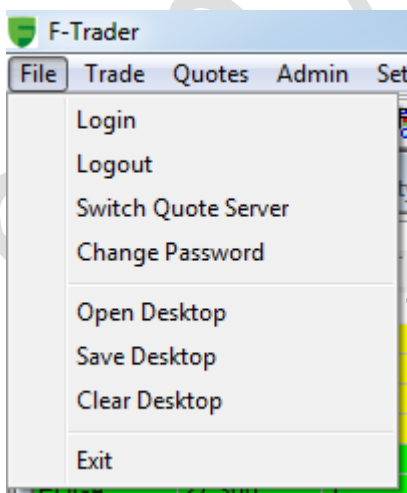 F-Trader
File Trade Quotes Admin Set
Login
Logout
Switch Quote Server
Change Password
Open Desktop
Save Desktop
Clear Desktop
Exit